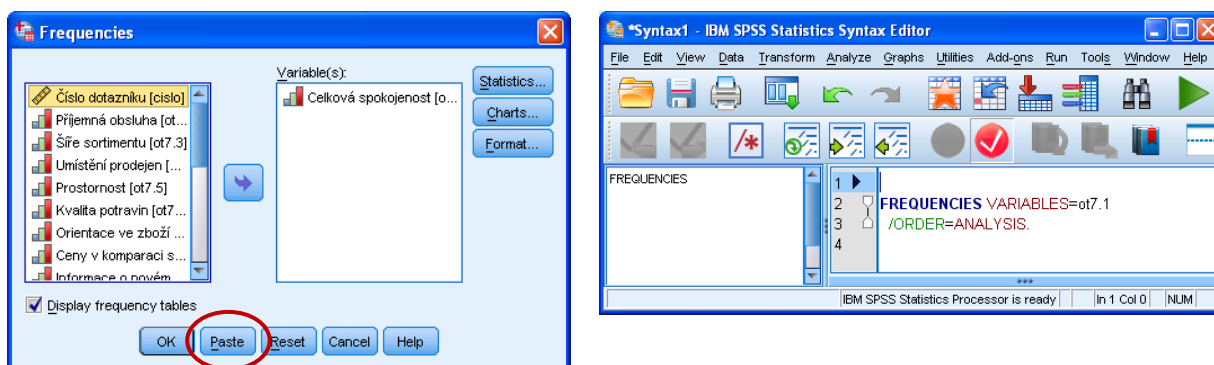 Frequencies
Variable(s):
Číslo dotazníku [cislo]
Příjemná obsluha [ot...
Šíře sortimentu [ot7.3]
Umístění prodejen [...
Prostornost [ot7.5]
Kvalita potravin [ot7...
Orientace ve zboží ...
Ceny v komparaci s...
Informace o novém
Celková spokojenost [o...
Statistics...
Charts...
Format...
Display frequency tables
OK Paste Reset Cancel Help
*Syntax1 - IBM SPSS Statistics Syntax Editor
File Edit View Data Transform Analyze Graphs Utilities Add-ons Run Tools Window Help
FREQUENCIES
1
2 FREQUENCIES VARIABLES=ot7.1
3 /ORDER=ANALYSIS.
4
IBM SPSS Statistics Processor is ready In 1 Col 0 NUM